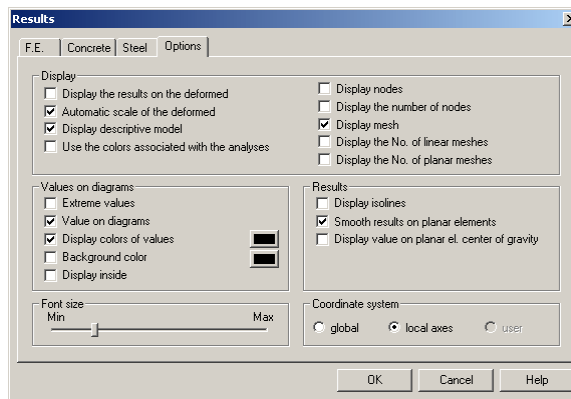 Results
F.E. Concrete Steel Options
Display
Display the results on the deformed
Automatic scale of the deformed
Display descriptive model
Use the colors associated with the analyses
Display nodes
Display the number of nodes
Display mesh
Display the No. of linear meshes
Display the No. of planar meshes
Values on diagrams
Extreme values
Value on diagrams
Display colors of values
Background color
Display inside
Results
Display isolines
Smooth results on planar elements
Display value on planar el. center of gravity
Font size
Min Max
Coordinate system
global local axes user
OK Cancel Help